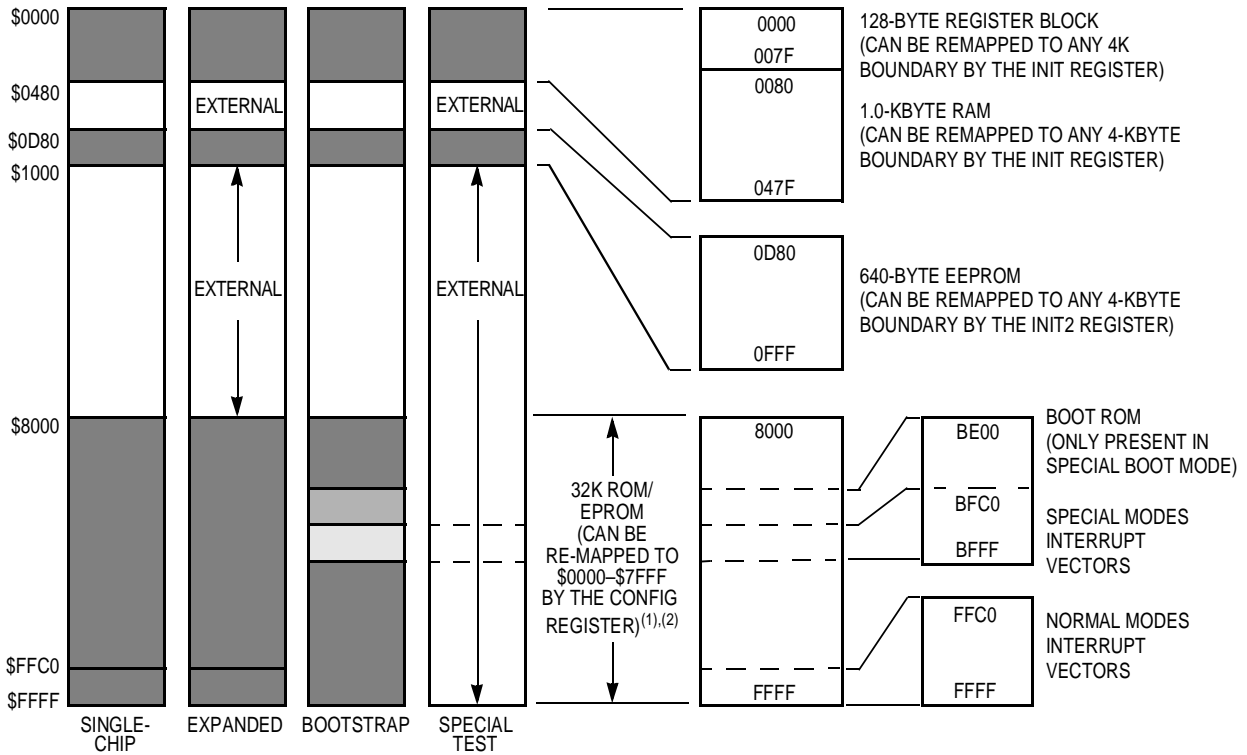 $0000
$0480
$0D80
$1000
$8000
$FFC0
$FFFF
EXTERNAL
EXTERNAL
EXTERNAL
EXTERNAL
SINGLE-
CHIP
EXPANDED
BOOTSTRAP
SPECIAL
TEST
32K ROM/
EPROM
(CAN BE
RE-MAPPED TO
$0000–$7FFF
BY THE CONFIG
REGISTER)(1),(2)
0000
007F
0080
047F
0D80
0FFF
8000
FFFF
128-BYTE REGISTER BLOCK
(CAN BE REMAPPED TO ANY 4K
BOUNDARY BY THE INIT REGISTER)
1.0-KBYTE RAM
(CAN BE REMAPPED TO ANY 4-KBYTE
BOUNDARY BY THE INIT REGISTER)
640-BYTE EEPROM
(CAN BE REMAPPED TO ANY 4-KBYTE
BOUNDARY BY THE INIT2 REGISTER)
BE00
BFC0
BFFF
BOOT ROM
(ONLY PRESENT IN
SPECIAL BOOT MODE)
SPECIAL MODES
INTERRUPT
VECTORS
FFC0
FFFF
NORMAL MODES
INTERRUPT
VECTORS